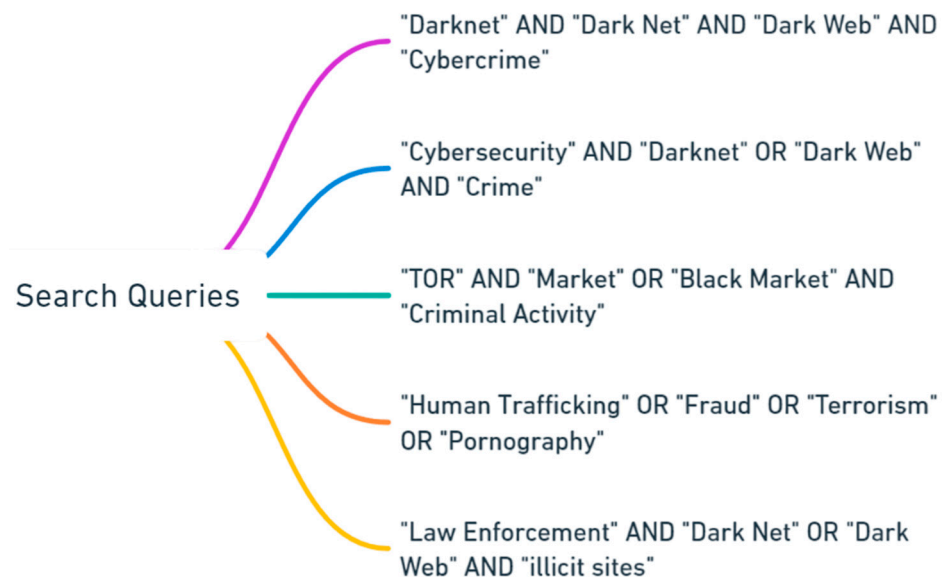 "Darknet" AND "Dark Net" AND "Dark Web" AND
"Cybercrime"
"Cybersecurity" AND "Darknet" OR "Dark Web"
AND "Crime"
Search Queries
"TOR" AND "Market" OR "Black Market" AND
"Criminal Activity"
"Human Trafficking" OR "Fraud" OR "Terrorism"
OR "Pornography"
"Law Enforcement" AND "Dark Net" OR "Dark
Web" AND "illicit sites"